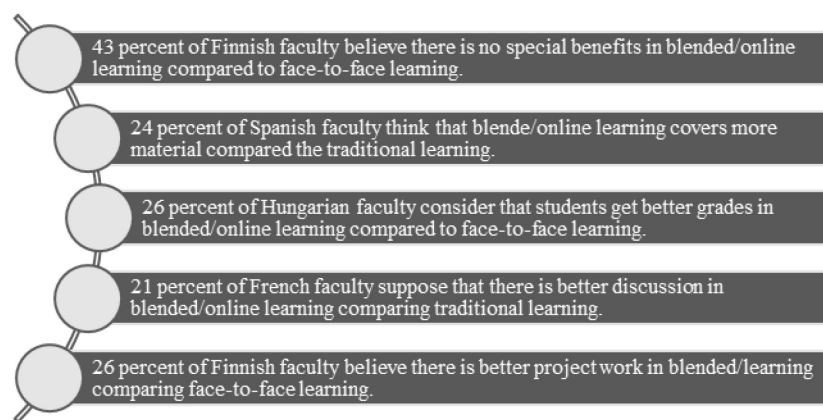 43 percent of Finnish faculty believe there is no special benefits in blended/online
learning compared to face-to-face learning.
24 percent of Spanish faculty think that blende/online learning covers more
material compared the traditional learning.
26 percent of Hungarian faculty consider that students get better grades in
blended/online learning compared to face-to-face learning.
21 percent of French faculty suppose that there is better discussion in
blended/online learning comparing traditional learning.
26 percent of Finnish faculty believe there is better project work in blended/learning
comparing face-to-face learning.